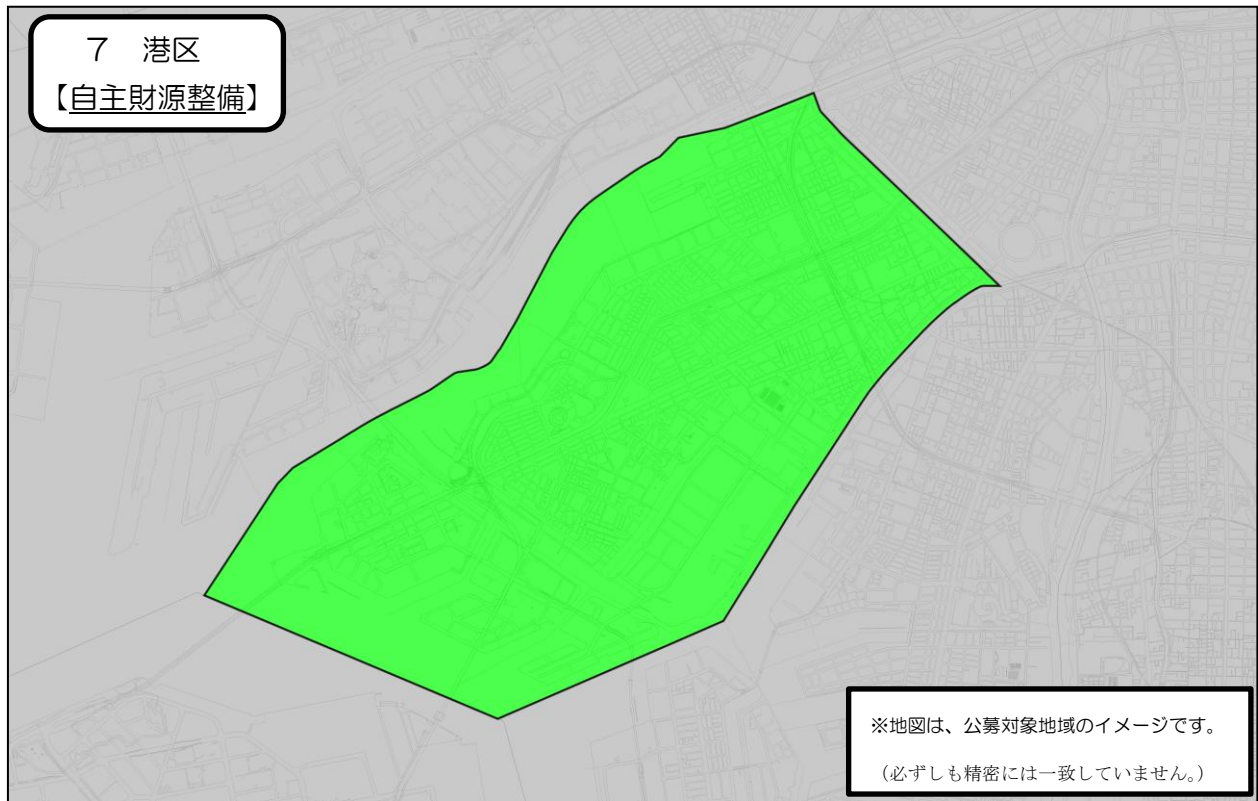 7　港区
【自主財源整備】
※地図は、公募対象地域のイメージです。
（必ずしも精密には一致していません。）